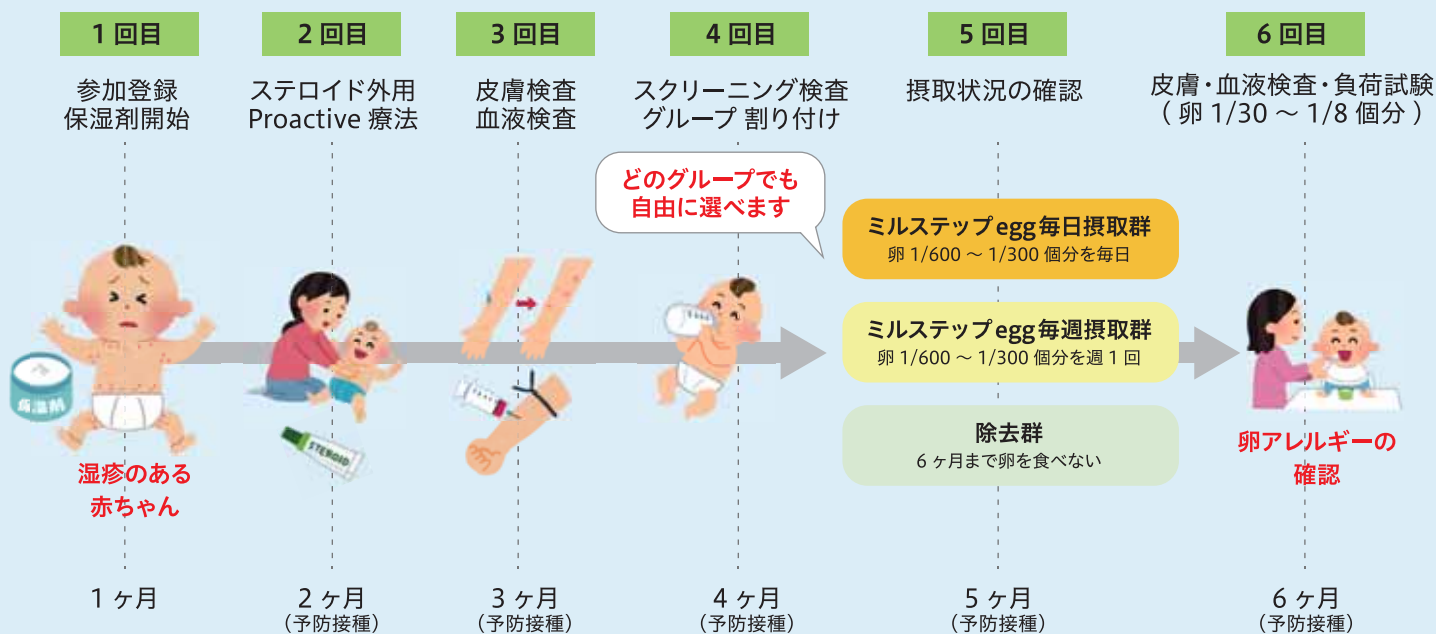 1 回目
参加登録
保湿剤開始
2 回目
ステロイド外用
Proactive 療法
3 回目
皮膚検査
血液検査
4 回目
スクリーニング検査
グループ 割り付け
5 回目
摂取状況の確認
6 回目
皮膚・血液検査・負荷試験
( 卵 1/30 ～ 1/8 個分 )
どのグループでも
自由に選べます
ミルステップ egg 毎日摂取群
卵 1/600 ～ 1/300 個分を毎日
ミルステップ egg 毎週摂取群
卵 1/600 ～ 1/300 個分を週 1 回
除去群
6 ヶ月まで卵を食べない
保湿剤
STEROID
湿疹のある
赤ちゃん
卵アレルギーの
確認
1 ヶ月
2 ヶ月
(予防接種)
3 ヶ月
(予防接種)
4 ヶ月
(予防接種)
5 ヶ月
(予防接種)
6 ヶ月
(予防接種)